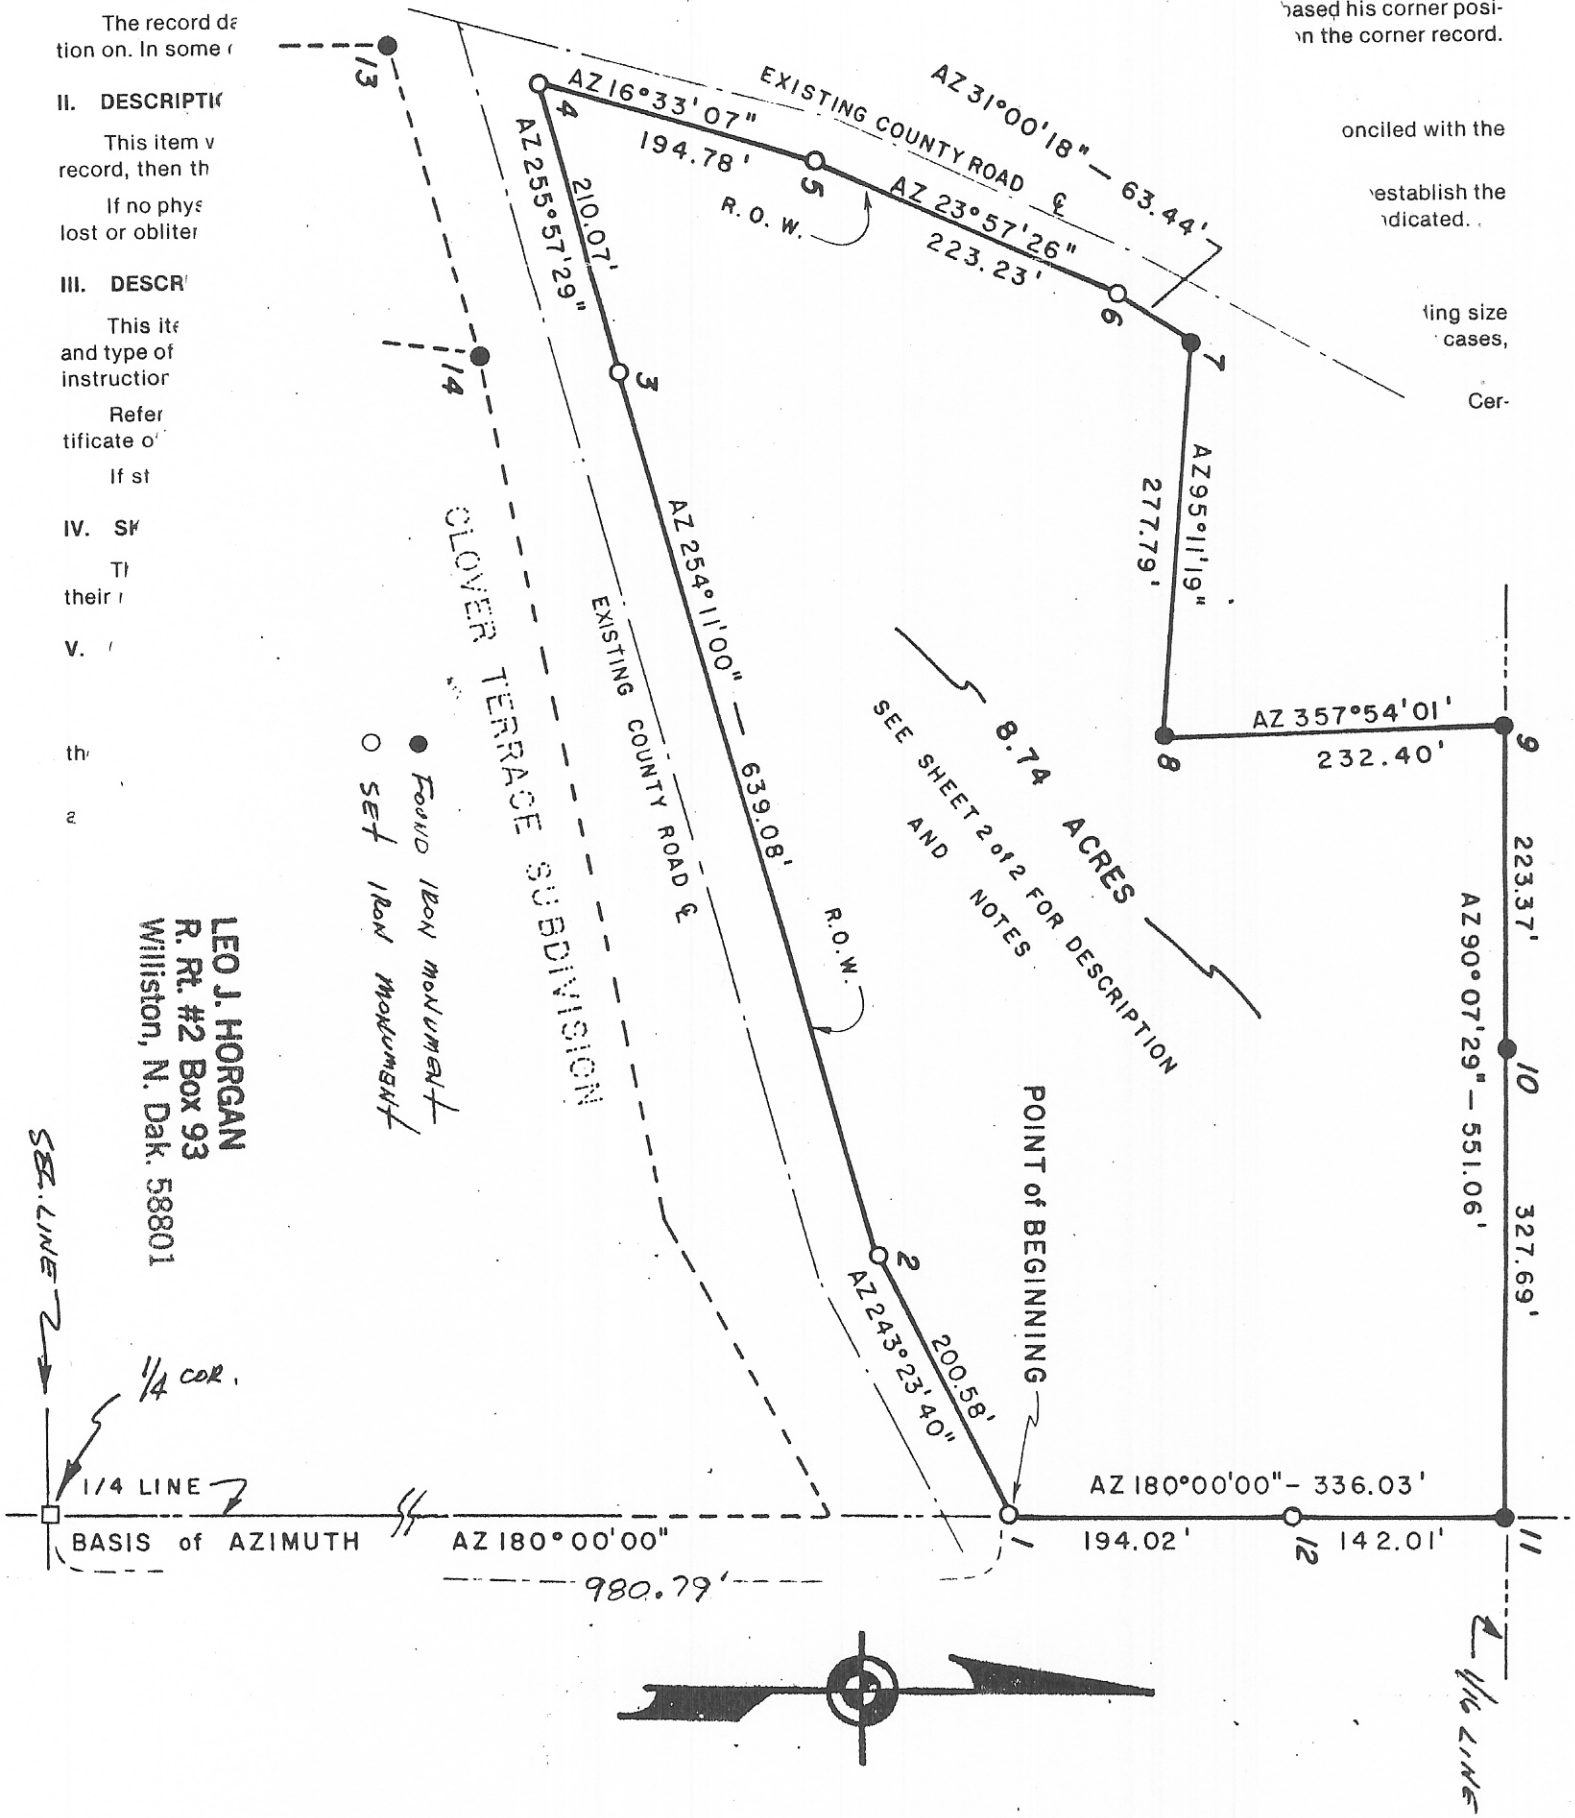 The record da
tion on. In some
II. DESCRIPTI
This item v
record, then th
If no phys
lost or obliter
III. DESCR
This ite
and type of
instruction
Refer
tificate o
If st
IV. SK
Th
their
V.
th
a
based his corner posi-
n the corner record.
onciled with the
establish the
dicated.
ting size
cases,
Cer-
13
14
4
AZ 16°33'07"
194.78'
5
EXISTING COUNTY ROAD ℄
AZ 31°00'18" — 63.44'
R. O. W.
AZ 23°57'26"
223.23'
6
7
AZ 255°57'29"
210.07'
3
AZ 95°11'19"
277.79'
8
AZ 357°54'01'
232.40'
9
223.37'
AZ 90°07'29" — 551.06'
10
327.69'
AZ 254°11'00" — 639.08'
EXISTING COUNTY ROAD ℄
CLOVER TERRACE SUBDIVISION
8.74 ACRES
SEE SHEET 2 of 2 FOR DESCRIPTION
AND NOTES
R.O.W.
● FOUND IRON MONUMENT
○ SET IRON MONUMENT
LEO J. HORGAN
R. Rt. #2 Box 93
Williston, N. Dak. 58801
POINT of BEGINNING
2
AZ 243°23'40"
200.58'
SEC. LINE
1/4 COR.
1/4 LINE
BASIS of AZIMUTH AZ 180°00'00"
980.79'
1
AZ 180°00'00" - 336.03'
194.02'
12
142.01'
11
1/16 LINE